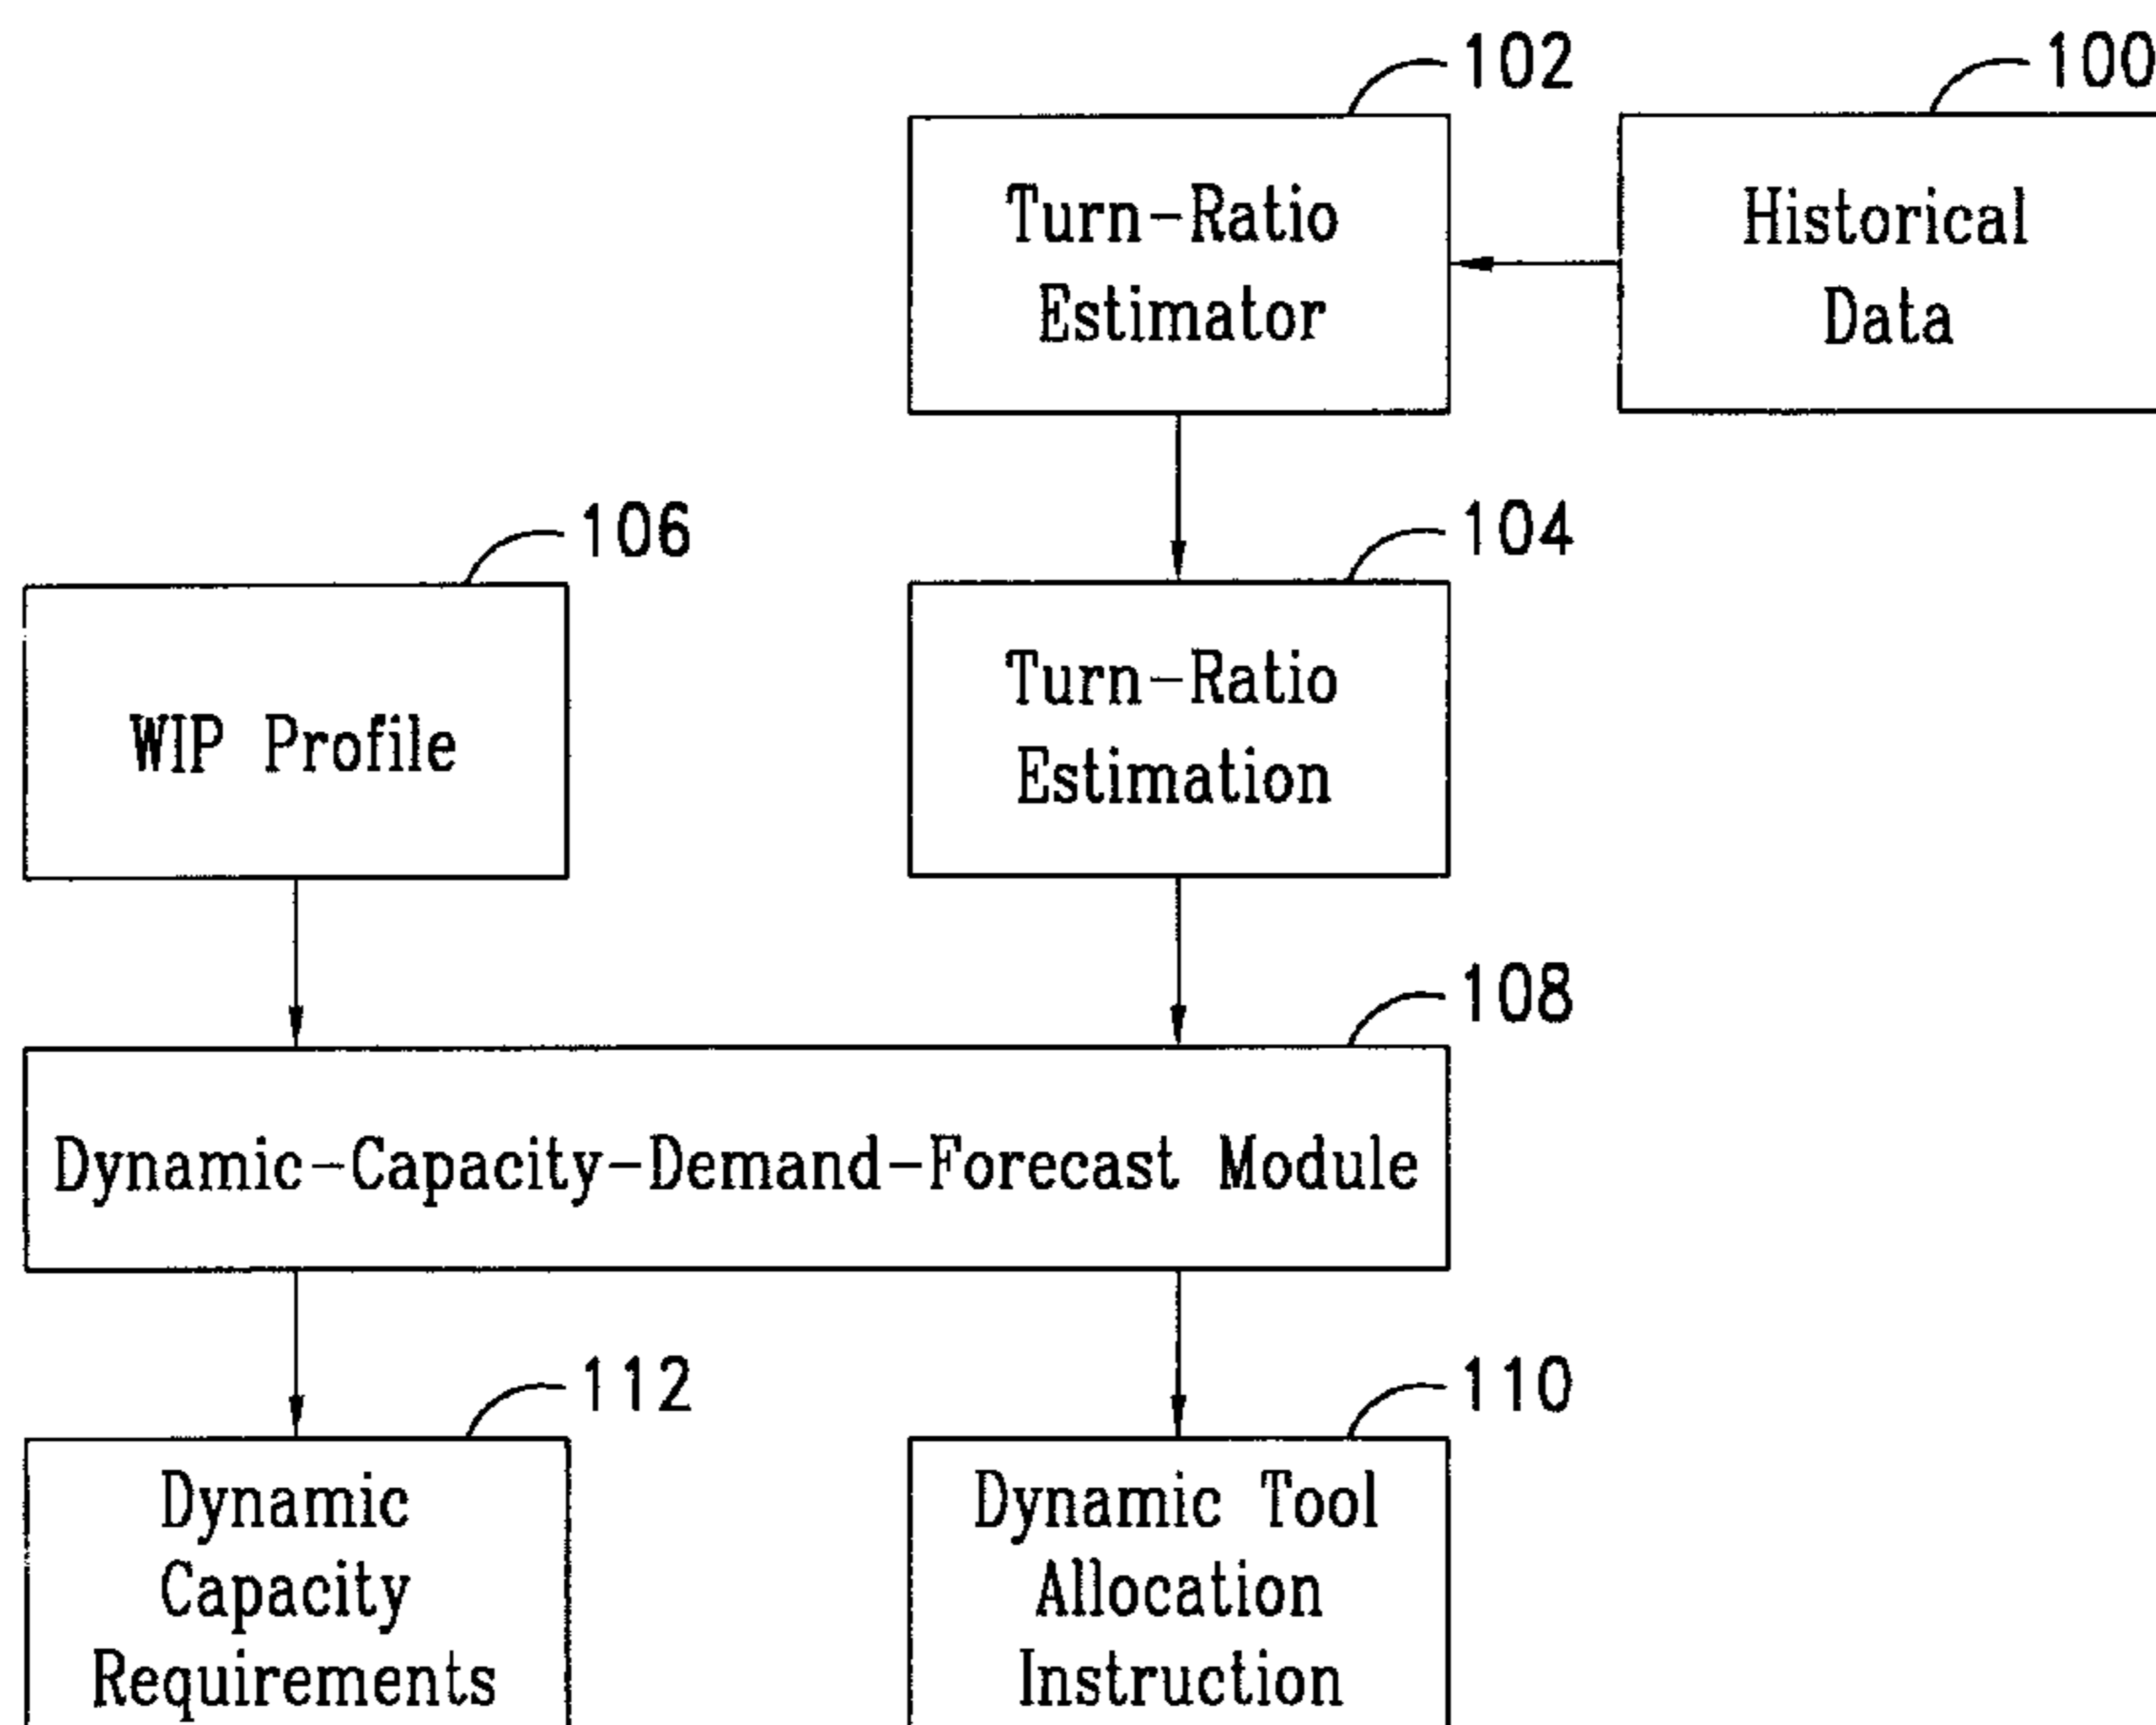 102
100
Turn-Ratio
Estimator
Historical
Data
106
104
WIP Profile
Turn-Ratio
Estimation
108
Dynamic-Capacity-Demand-Forecast Module
112
110
Dynamic
Capacity
Requirements
Dynamic Tool
Allocation
Instruction